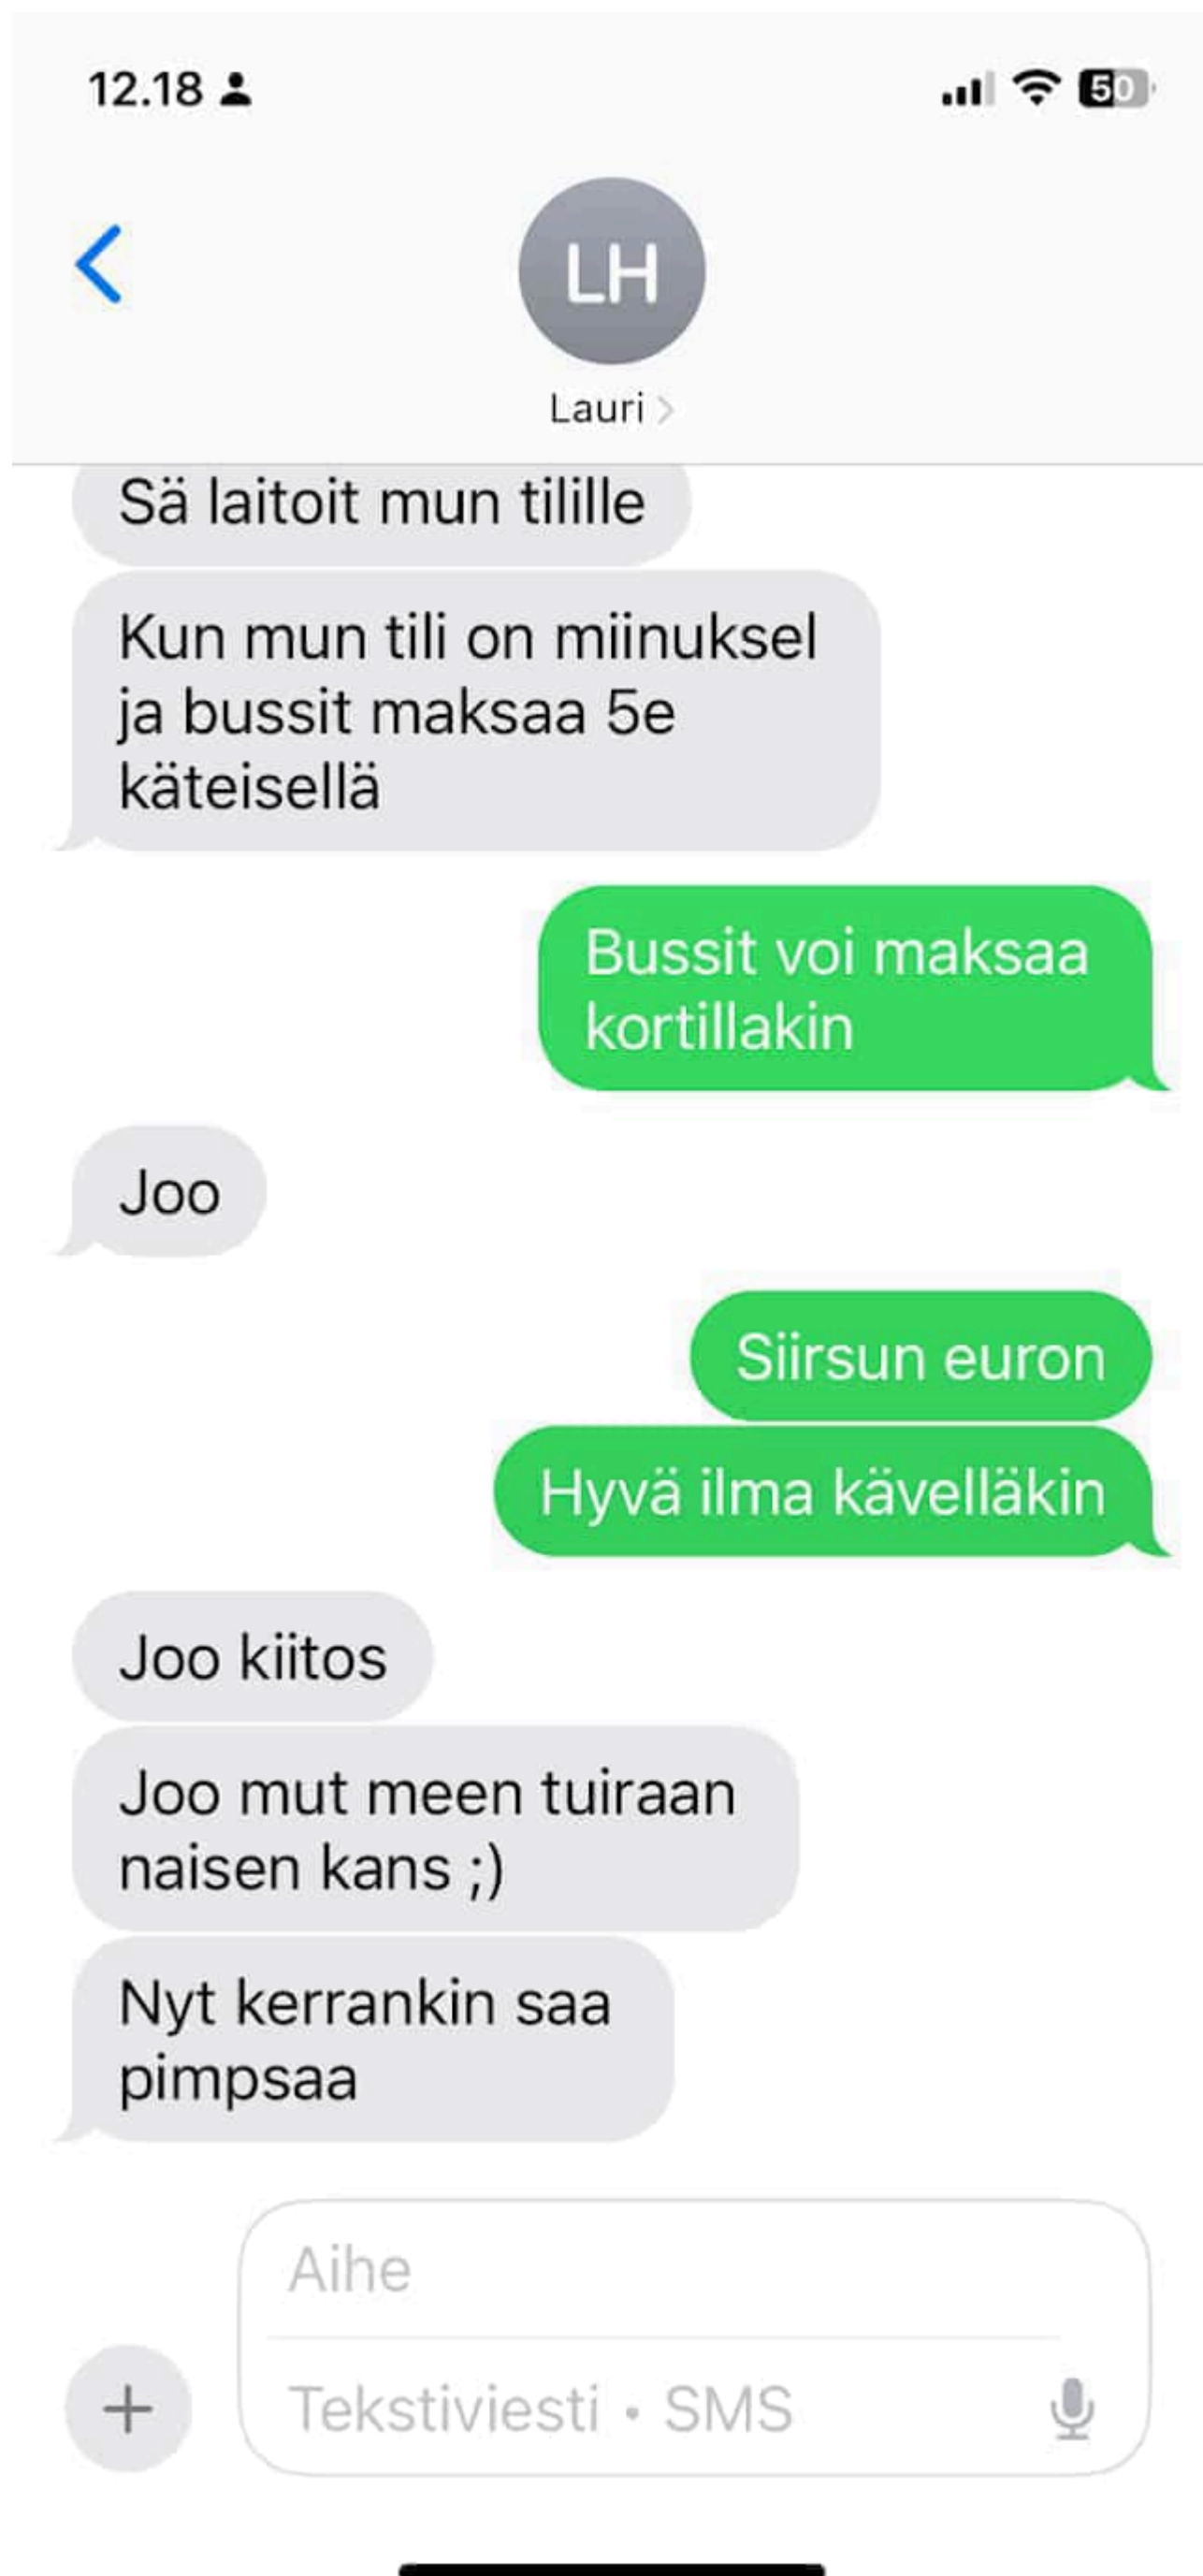 12.18
50
LH
Lauri
Sä laitoit mun tilille
Kun mun tili on miinuksel
ja bussit maksaa 5e
käteisellä
Bussit voi maksaa
kortillakin
Joo
Siirsun euron
Hyvä ilma kävelläkin
Joo kiitos
Joo mut meen tuiraan
naisen kans ;)
Nyt kerrankin saa
pimpsaa
Aihe
Tekstiviesti • SMS